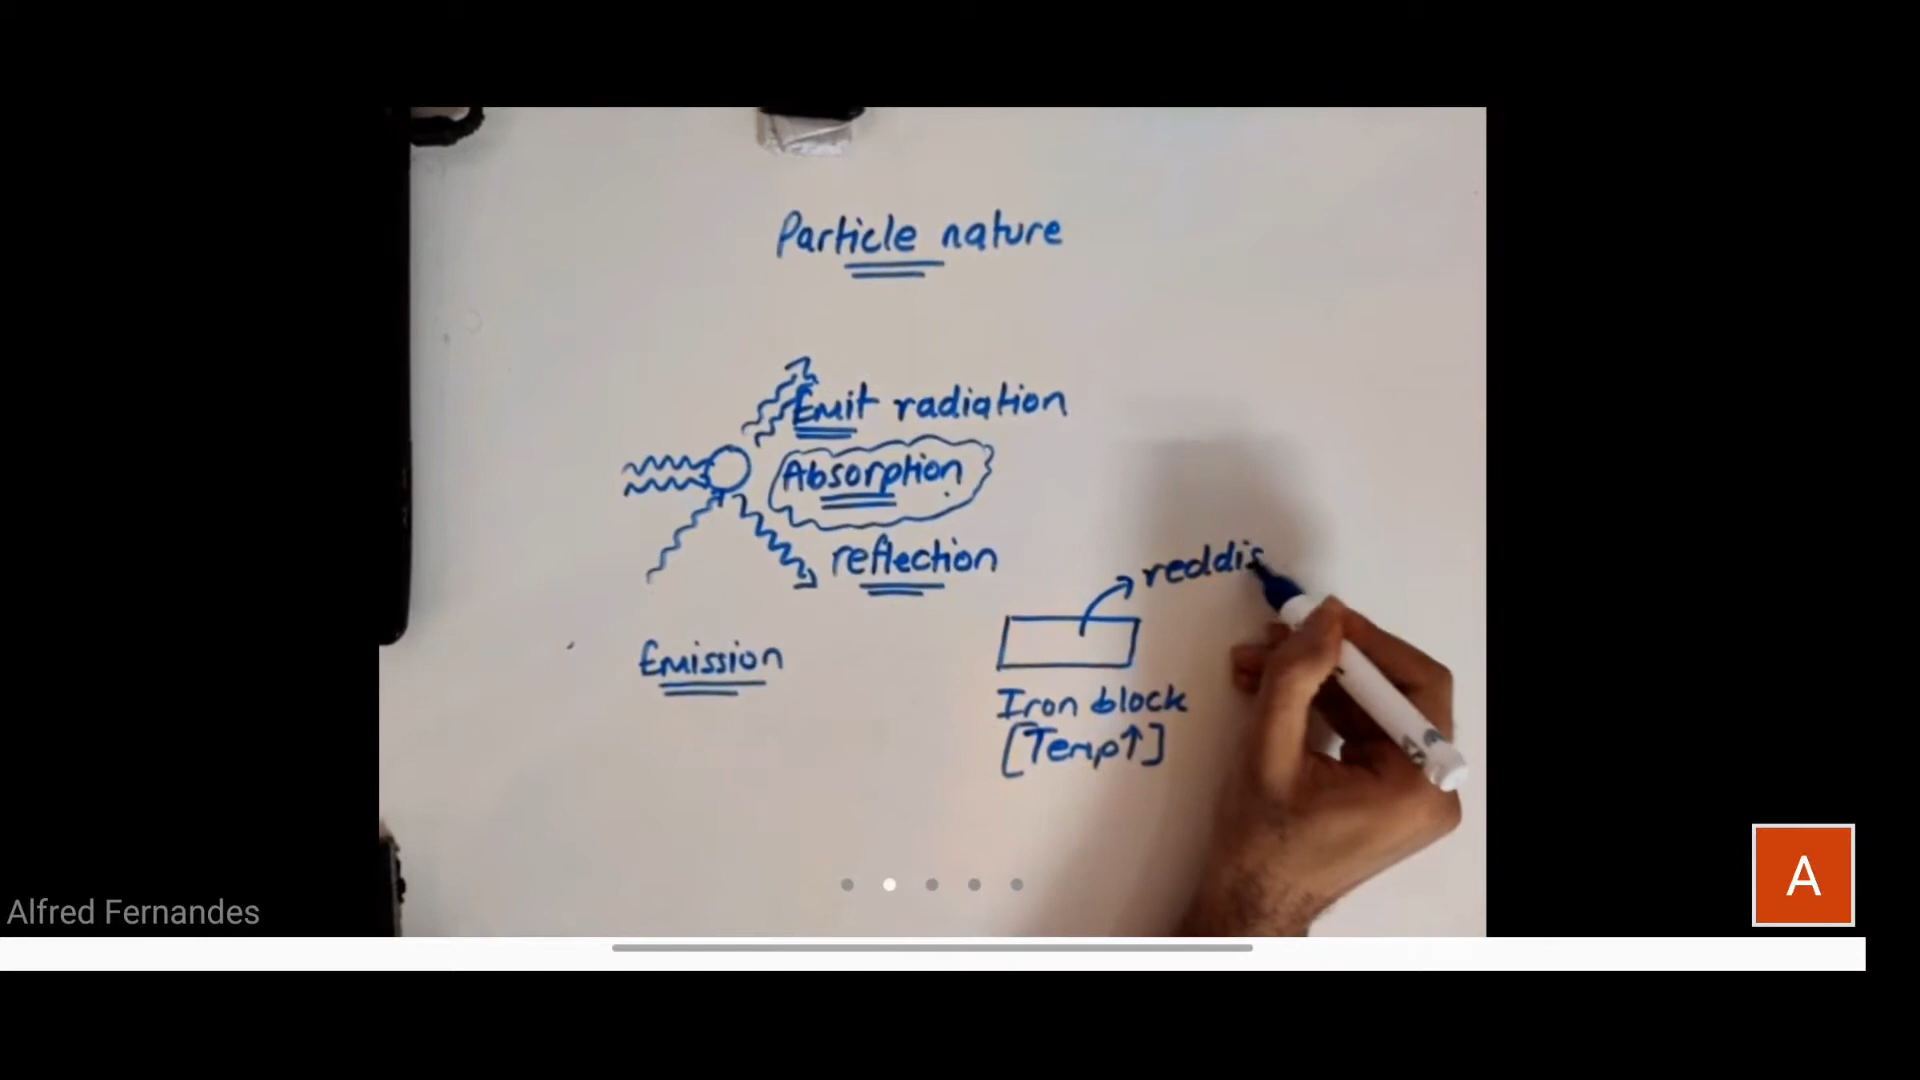 Particle nature
Emit radiation
Absorption
reflection
reddis
Emission
Iron block
[Temp↑]
A
Alfred Fernandes